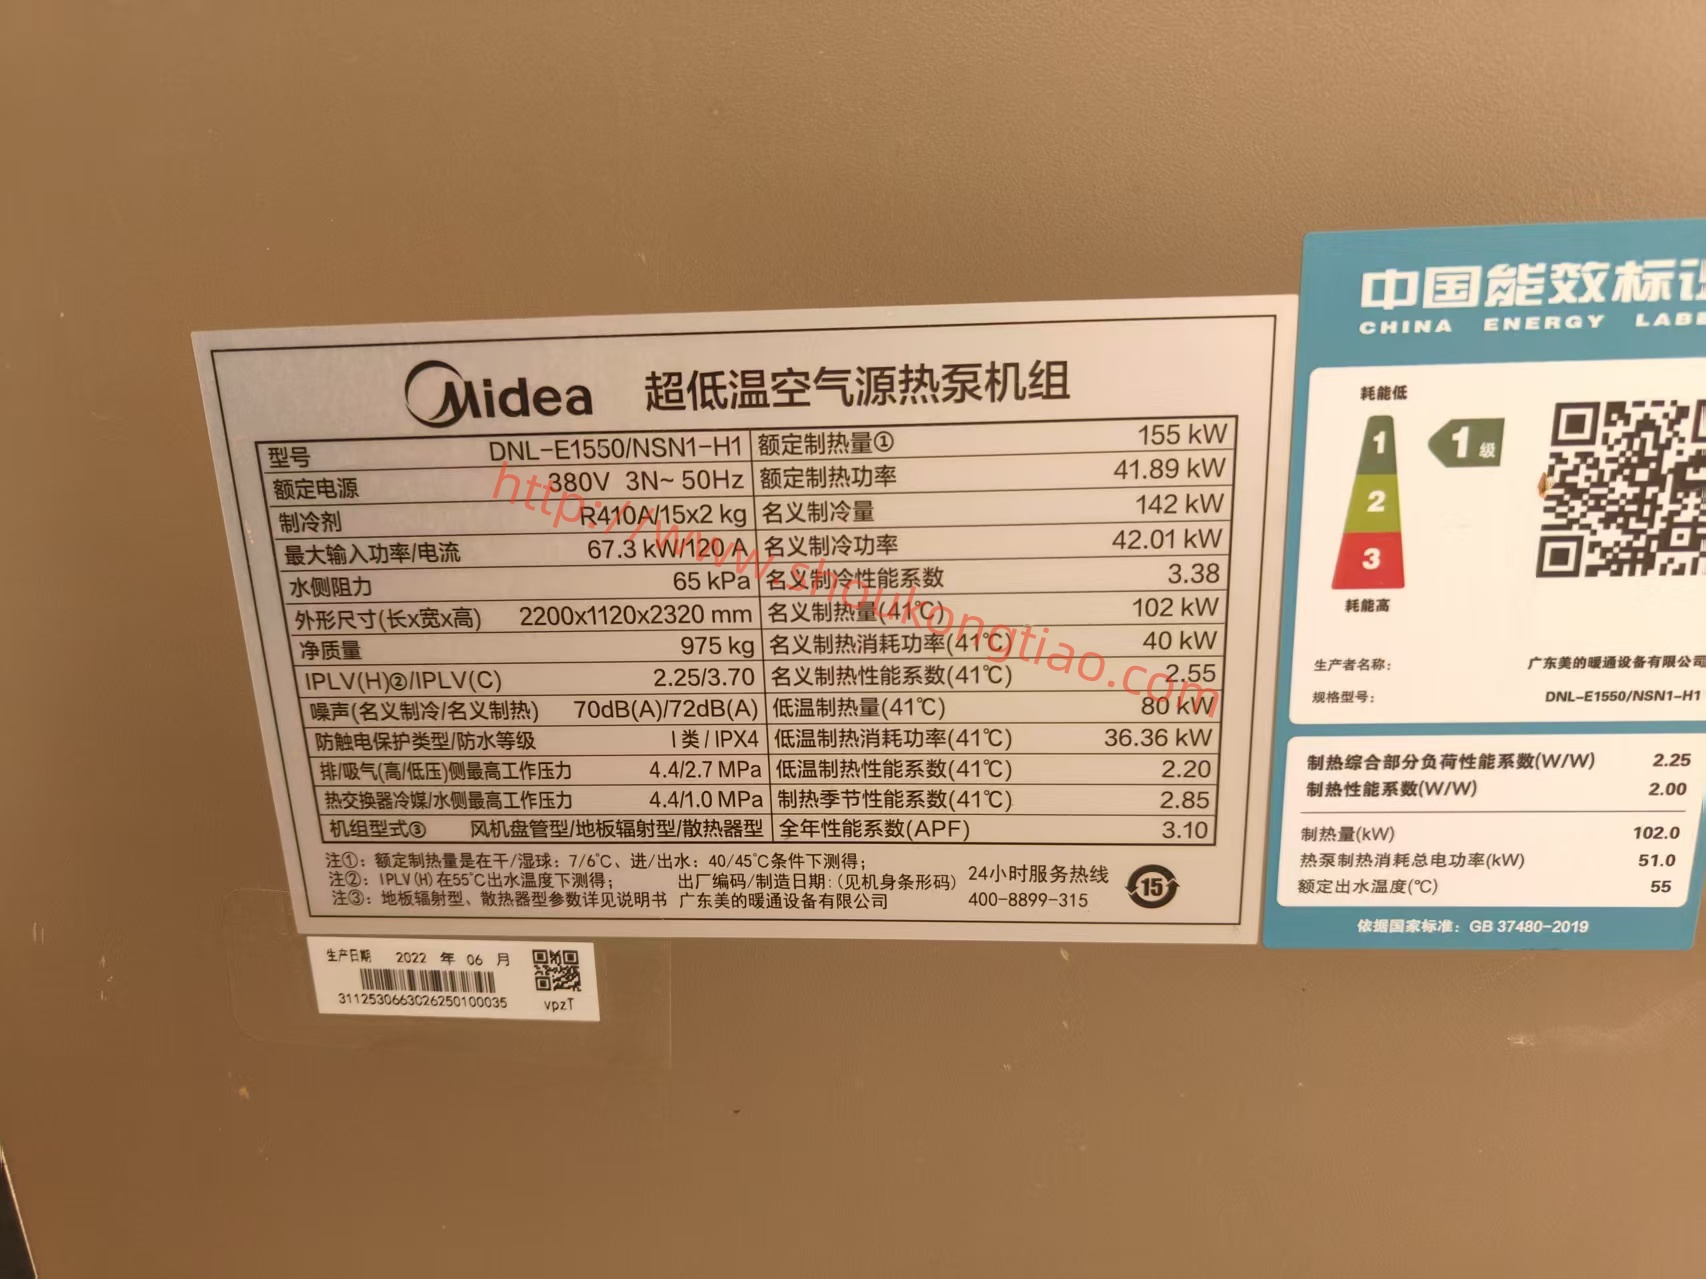 Midea 超低温空气源热泵机组
型号 DNL-E1550/NSN1-H1 额定制热量① 155 kW
额定电源 380V 3N~ 50Hz 额定制热功率 41.89 kW
制冷剂 R410A/15x2 kg 名义制冷量 142 kW
最大输入功率/电流 67.3 kW/120 A 名义制冷功率 42.01 kW
水侧阻力 65 kPa 名义制冷性能系数 3.38
外形尺寸(长x宽x高) 2200x1120x2320 mm 名义制热量(41℃) 102 kW
净质量 975 kg 名义制热消耗功率(41℃) 40 kW
IPLV(H)②/IPLV(C) 2.25/3.70 名义制热性能系数(41℃) 2.55
噪声(名义制冷/名义制热) 70dB(A)/72dB(A) 低温制热量(41℃) 80 kW
防触电保护类型/防水等级 I 类 / IPX4 低温制热消耗功率(41℃) 36.36 kW
排/吸气(高/低压)侧最高工作压力 4.4/2.7 MPa 低温制热性能系数(41℃) 2.20
热交换器冷媒/水侧最高工作压力 4.4/1.0 MPa 制热季节性能系数(41℃) 2.85
机组型式③ 风机盘管型/地板辐射型/散热器型 全年性能系数(APF) 3.10
注①: 额定制热量是在干/湿球: 7/6℃、进/出水: 40/45℃条件下测得;
注②: IPLV(H)在55℃出水温度下测得; 出厂编码/制造日期:(见机身条形码)
注③: 地板辐射型、散热器型参数详见说明书 广东美的暖通设备有限公司
24小时服务热线
400-8899-315
15
生产日期 2022 年 06 月
3112530663C26250100035
vpzT
http://www.shoukongtiao.com
中国能效标识
CHINA ENERGY LABE
耗能低
1
2
3
1级
耗能高
生产者名称: 广东美的暖通设备有限公司
规格型号: DNL-E1550/NSN1-H1
制热综合部分负荷性能系数(W/W) 2.25
制热性能系数(W/W) 2.00
制热量(kW) 102.0
热泵制热消耗总电功率(kW) 51.0
额定出水温度(℃) 55
依据国家标准: GB 37480-2019